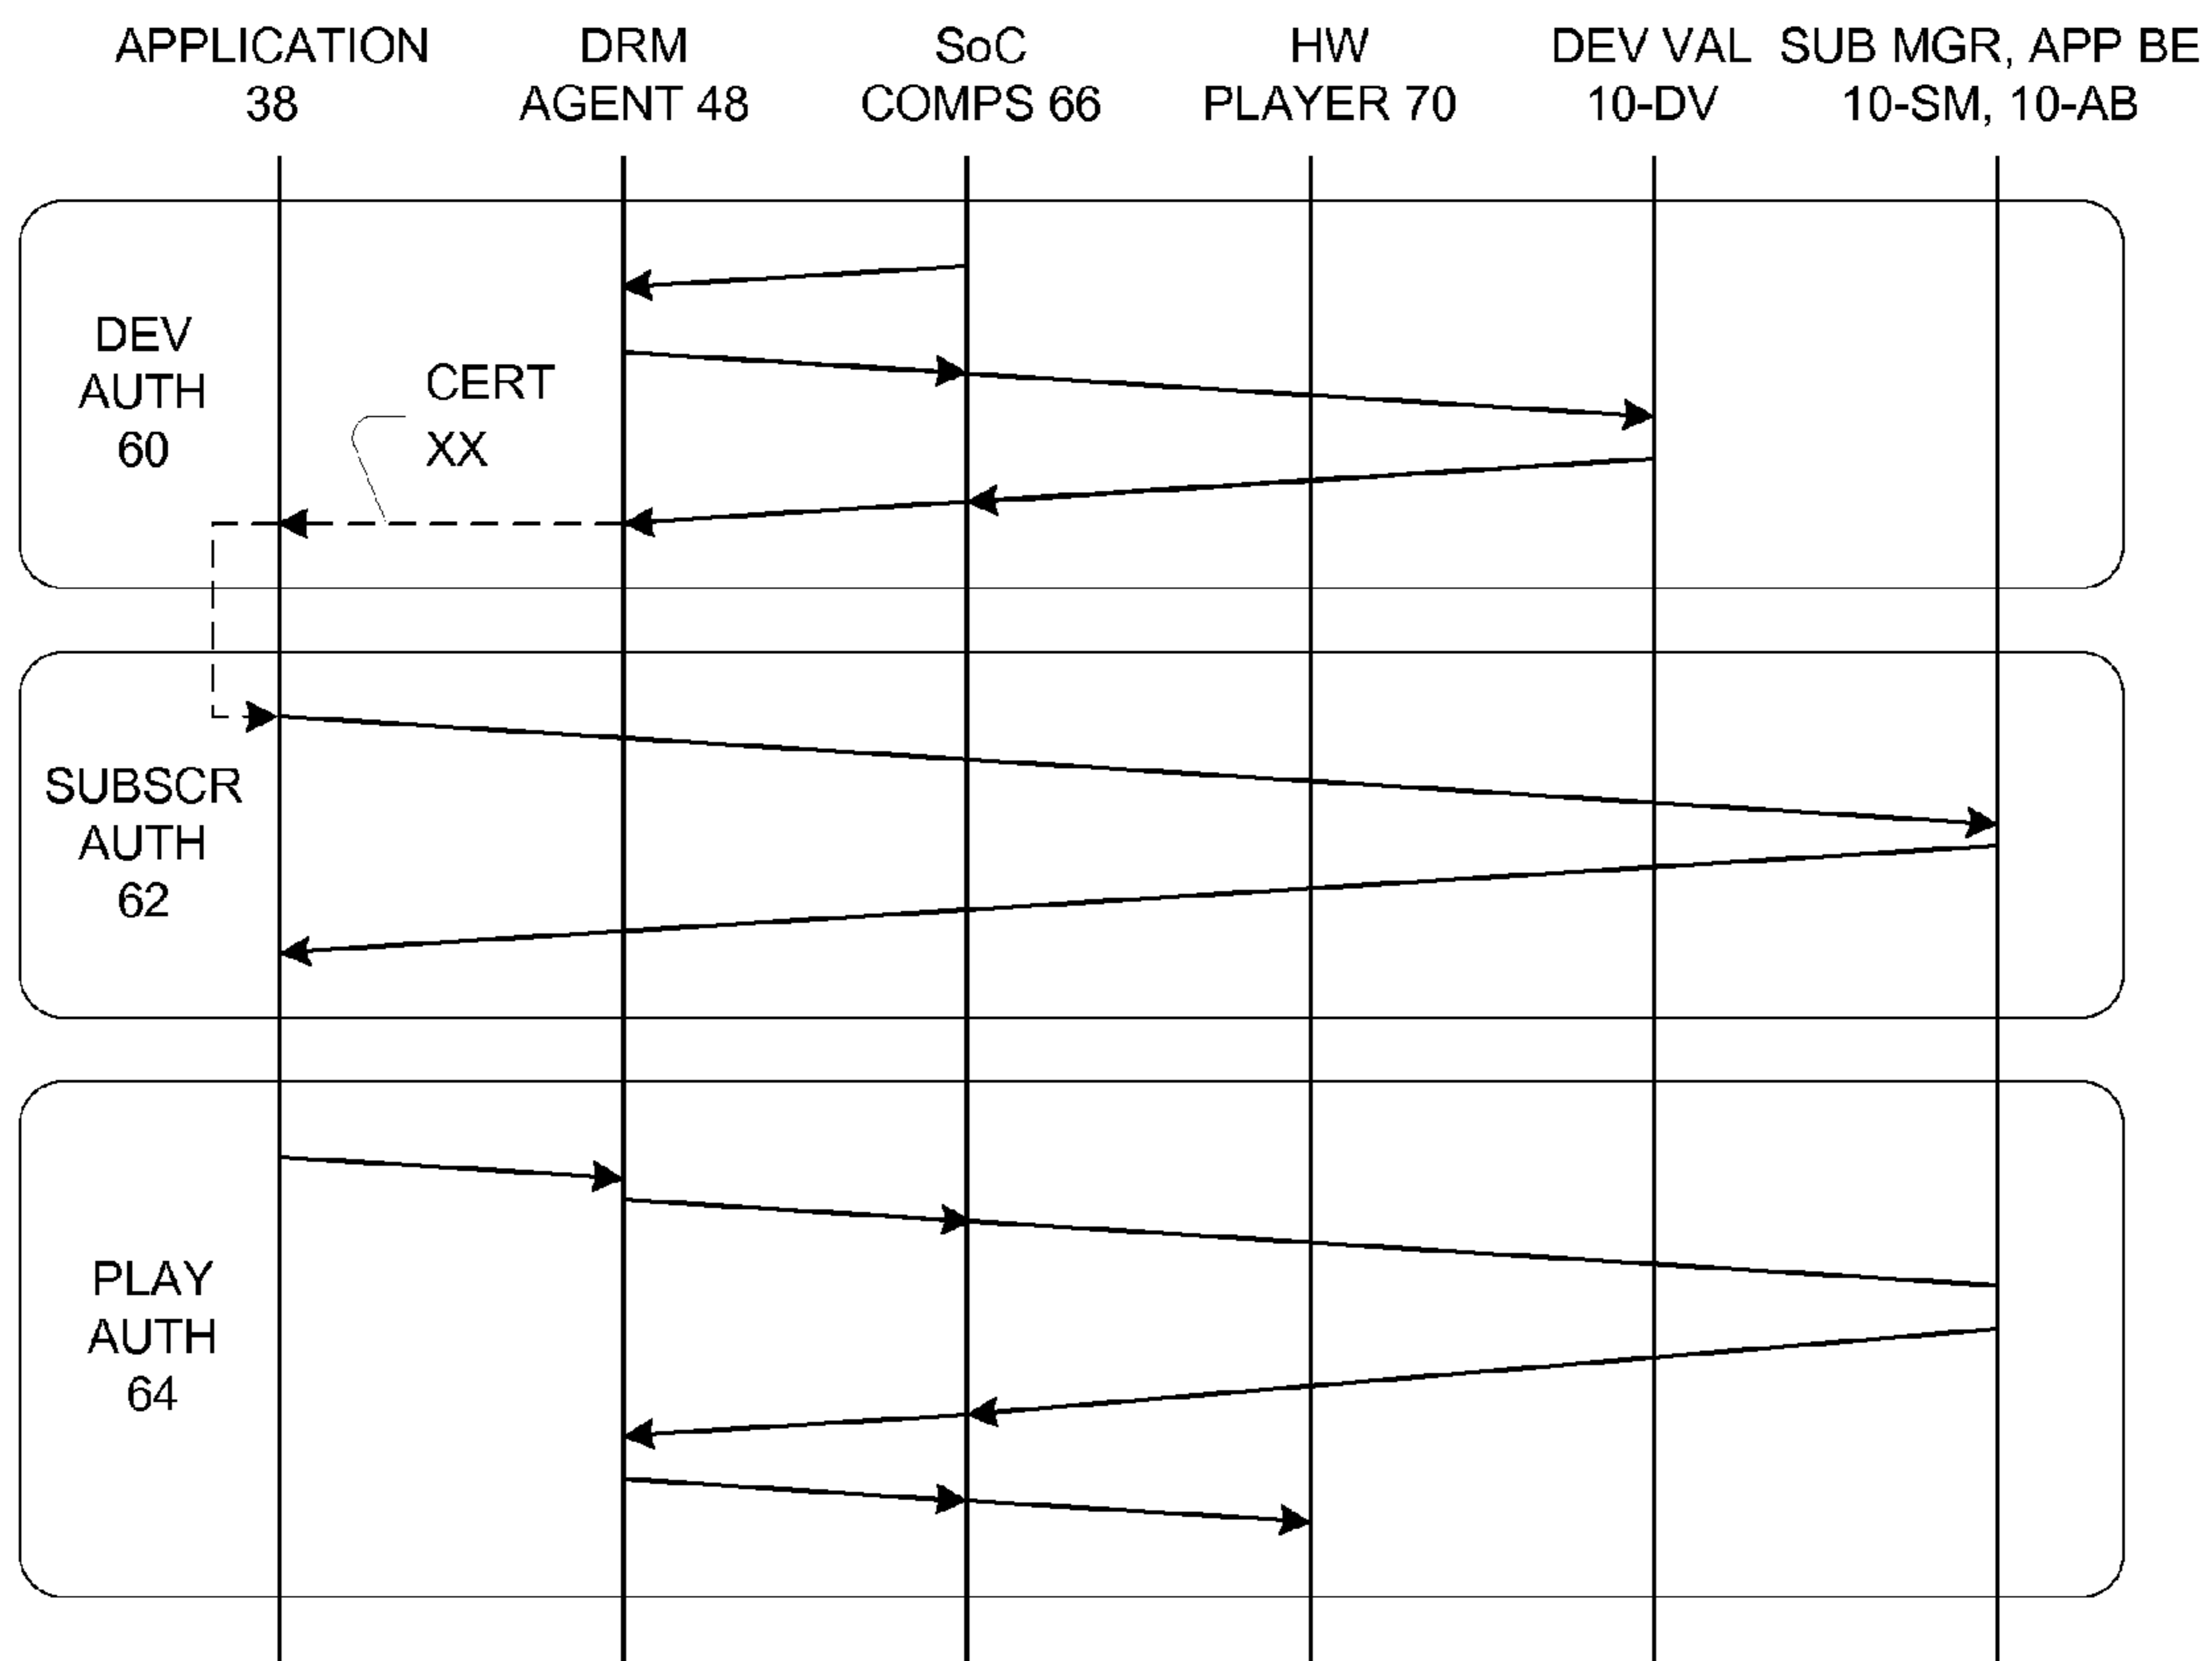 APPLICATION
38
DRM
AGENT 48
SoC
COMPS 66
HW
PLAYER 70
DEV VAL
10-DV
SUB MGR, APP BE
10-SM, 10-AB
DEV
AUTH
60
CERT
XX
SUBSCR
AUTH
62
PLAY
AUTH
64